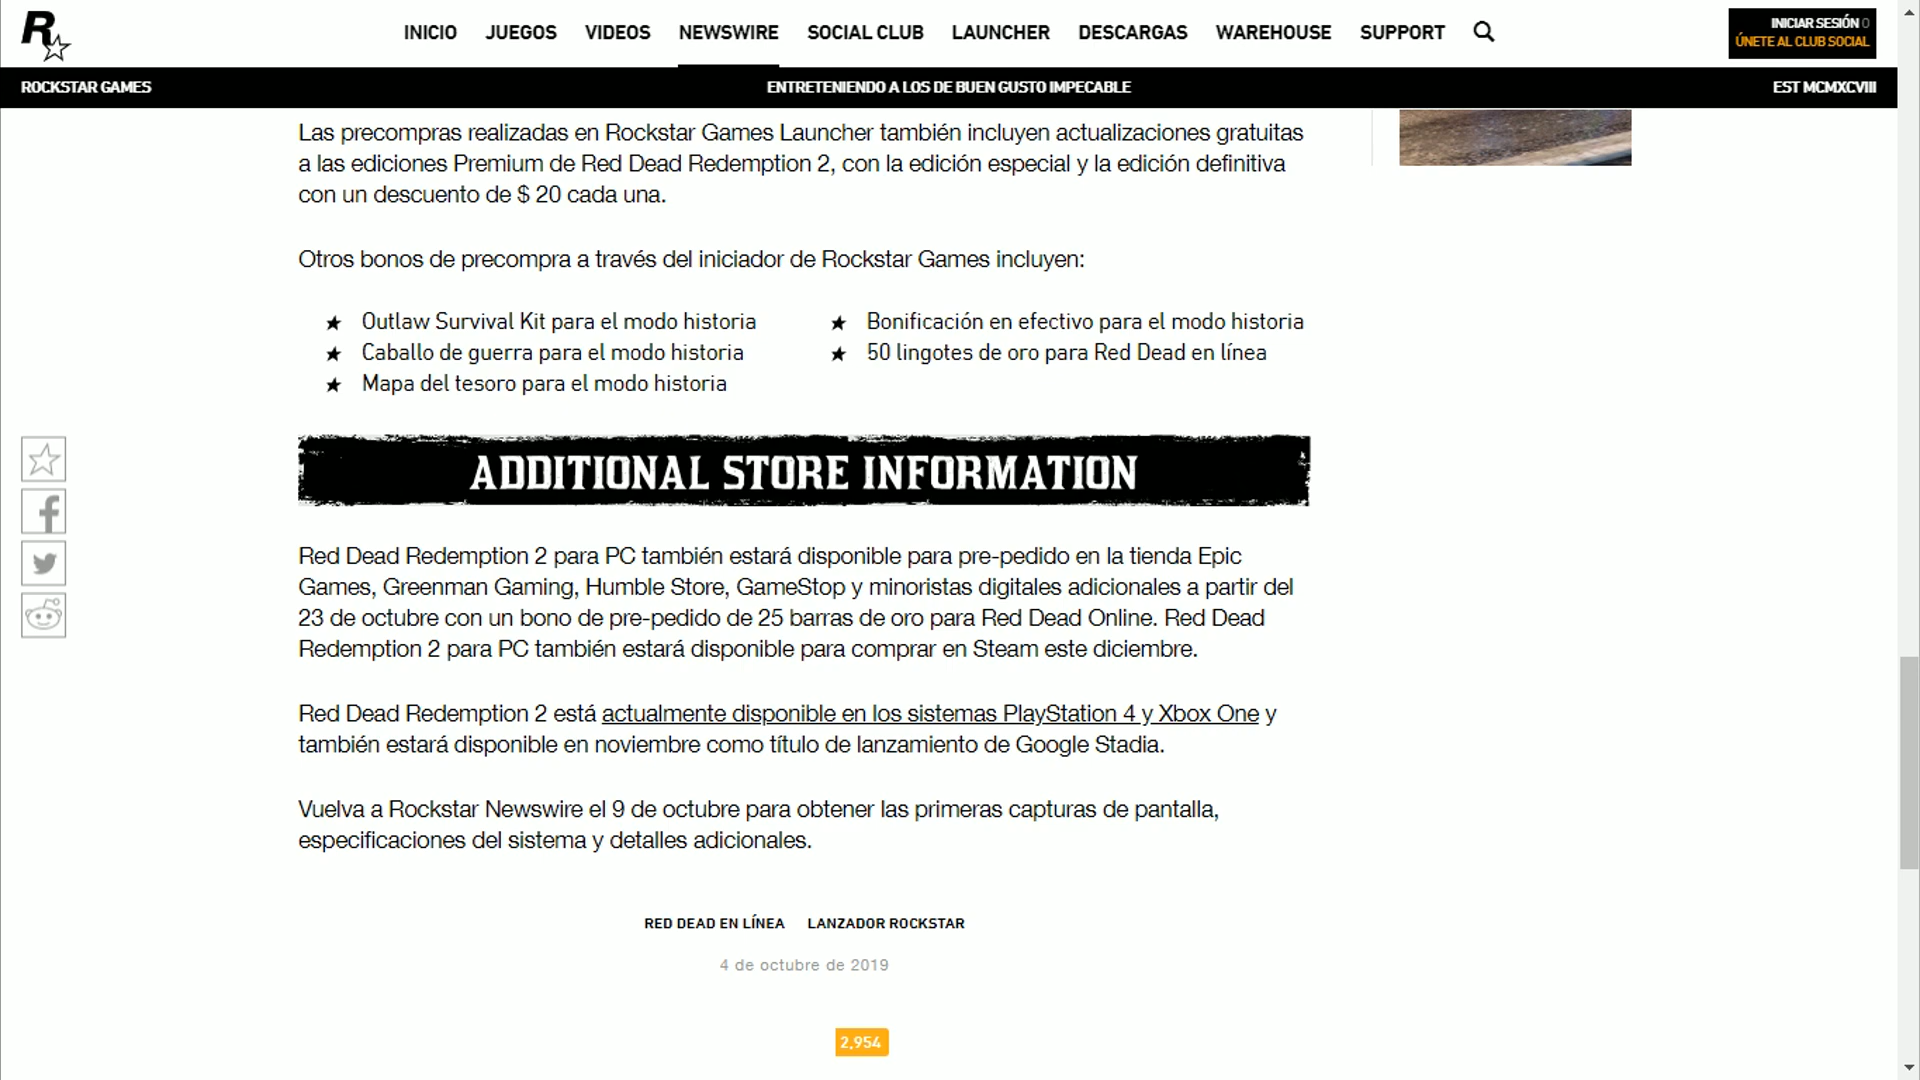 R
INICIO JUEGOS VIDEOS NEWSWIRE SOCIAL CLUB LAUNCHER DESCARGAS WAREHOUSE SUPPORT
INICIAR SESIÓN O
ÚNETE AL CLUB SOCIAL
ROCKSTAR GAMES ENTRETENIENDO A LOS DE BUEN GUSTO IMPECABLE EST MCMXCVIII
Las precompras realizadas en Rockstar Games Launcher también incluyen actualizaciones gratuitas
a las ediciones Premium de Red Dead Redemption 2, con la edición especial y la edición definitiva
con un descuento de $ 20 cada una.
Otros bonos de precompra a través del iniciador de Rockstar Games incluyen:
Outlaw Survival Kit para el modo historia
Caballo de guerra para el modo historia
Mapa del tesoro para el modo historia
Bonificación en efectivo para el modo historia
50 lingotes de oro para Red Dead en línea
ADDITIONAL STORE INFORMATION
Red Dead Redemption 2 para PC también estará disponible para pre-pedido en la tienda Epic
Games, Greenman Gaming, Humble Store, GameStop y minoristas digitales adicionales a partir del
23 de octubre con un bono de pre-pedido de 25 barras de oro para Red Dead Online. Red Dead
Redemption 2 para PC también estará disponible para comprar en Steam este diciembre.
Red Dead Redemption 2 está actualmente disponible en los sistemas PlayStation 4 y Xbox One y
también estará disponible en noviembre como título de lanzamiento de Google Stadia.
Vuelva a Rockstar Newswire el 9 de octubre para obtener las primeras capturas de pantalla,
especificaciones del sistema y detalles adicionales.
RED DEAD EN LÍNEA LANZADOR ROCKSTAR
4 de octubre de 2019
2,954